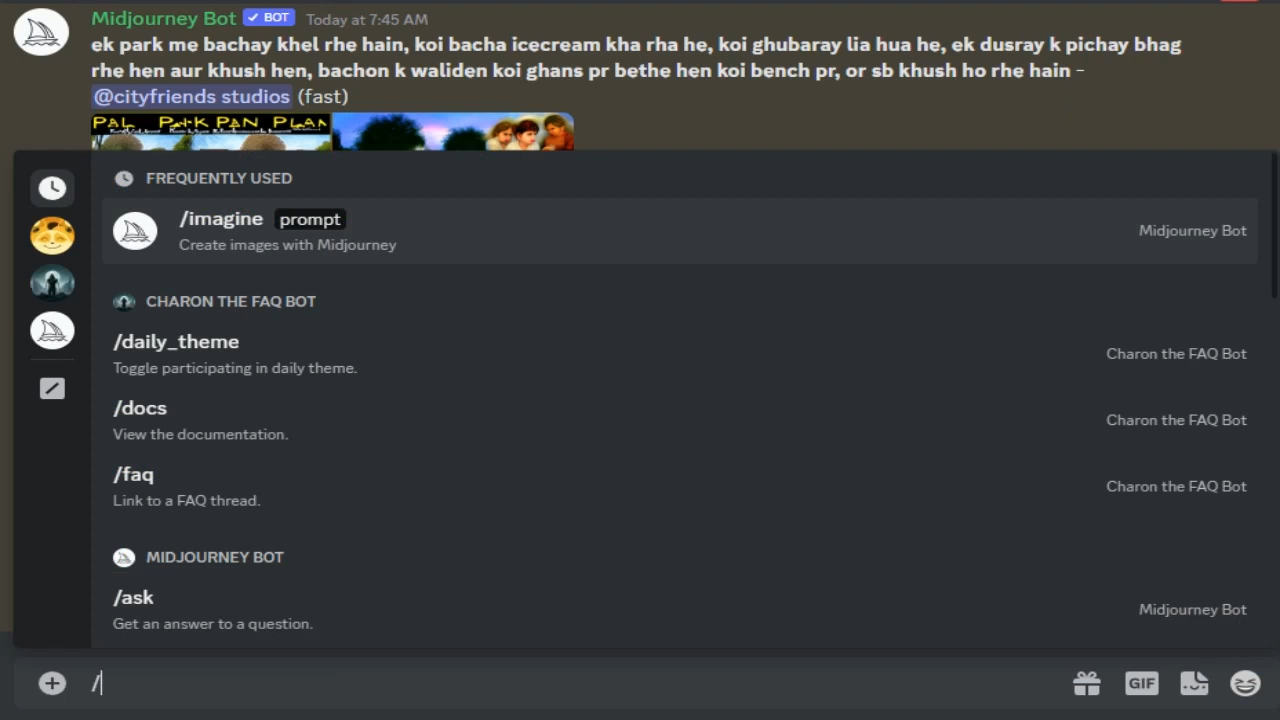 Midjourney Bot BOT Today at 7:45 AM
ek park me bachay khel rhe hain, koi bacha icecream kha rha he, koi ghubaray lia hua he, ek dusray k pichay bhag
rhe hen aur khush hen, bachon k waliden koi ghans pr bethe hen koi bench pr, or sb khush ho rhe hain -
@cityfriends studios (fast)
PAL PARK PAN PLAN
FREQUENTLY USED
/imagine prompt
Create images with Midjourney
Midjourney Bot
CHARON THE FAQ BOT
/daily_theme
Toggle participating in daily theme.
Charon the FAQ Bot
/docs
View the documentation.
Charon the FAQ Bot
/faq
Link to a FAQ thread.
Charon the FAQ Bot
MIDJOURNEY BOT
/ask
Get an answer to a question.
Midjourney Bot
/
GIF